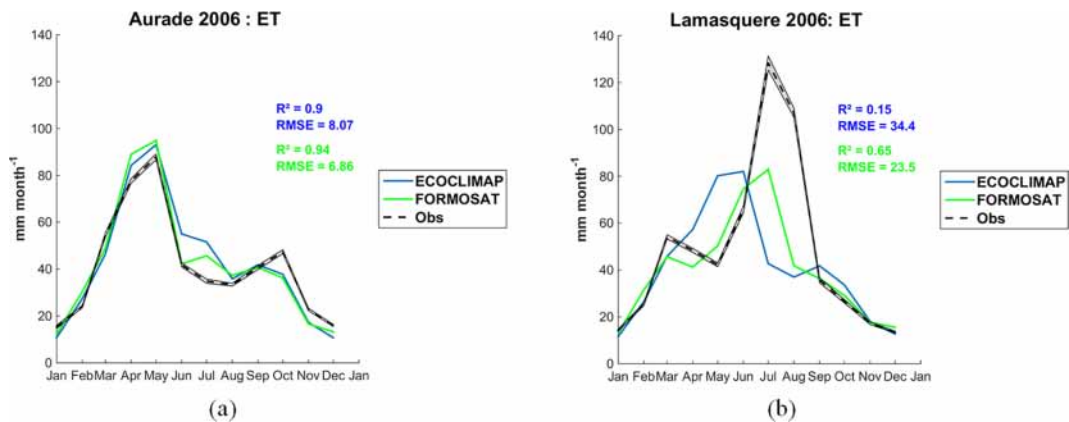 Aurade 2006 : ET
140
120
100
80
60
40
20
0
mm month⁻¹
R² = 0.9
RMSE = 8.07
R² = 0.94
RMSE = 6.86
ECOCLIMAP
FORMOSAT
Obs
Jan Feb Mar Apr May Jun Jul Aug Sep Oct Nov Dec Jan
(a)
Lamasquere 2006: ET
140
120
100
80
60
40
20
0
mm month⁻¹
R² = 0.15
RMSE = 34.4
R² = 0.65
RMSE = 23.5
ECOCLIMAP
FORMOSAT
Obs
Jan Feb Mar Apr May Jun Jul Aug Sep Oct Nov Dec Jan
(b)